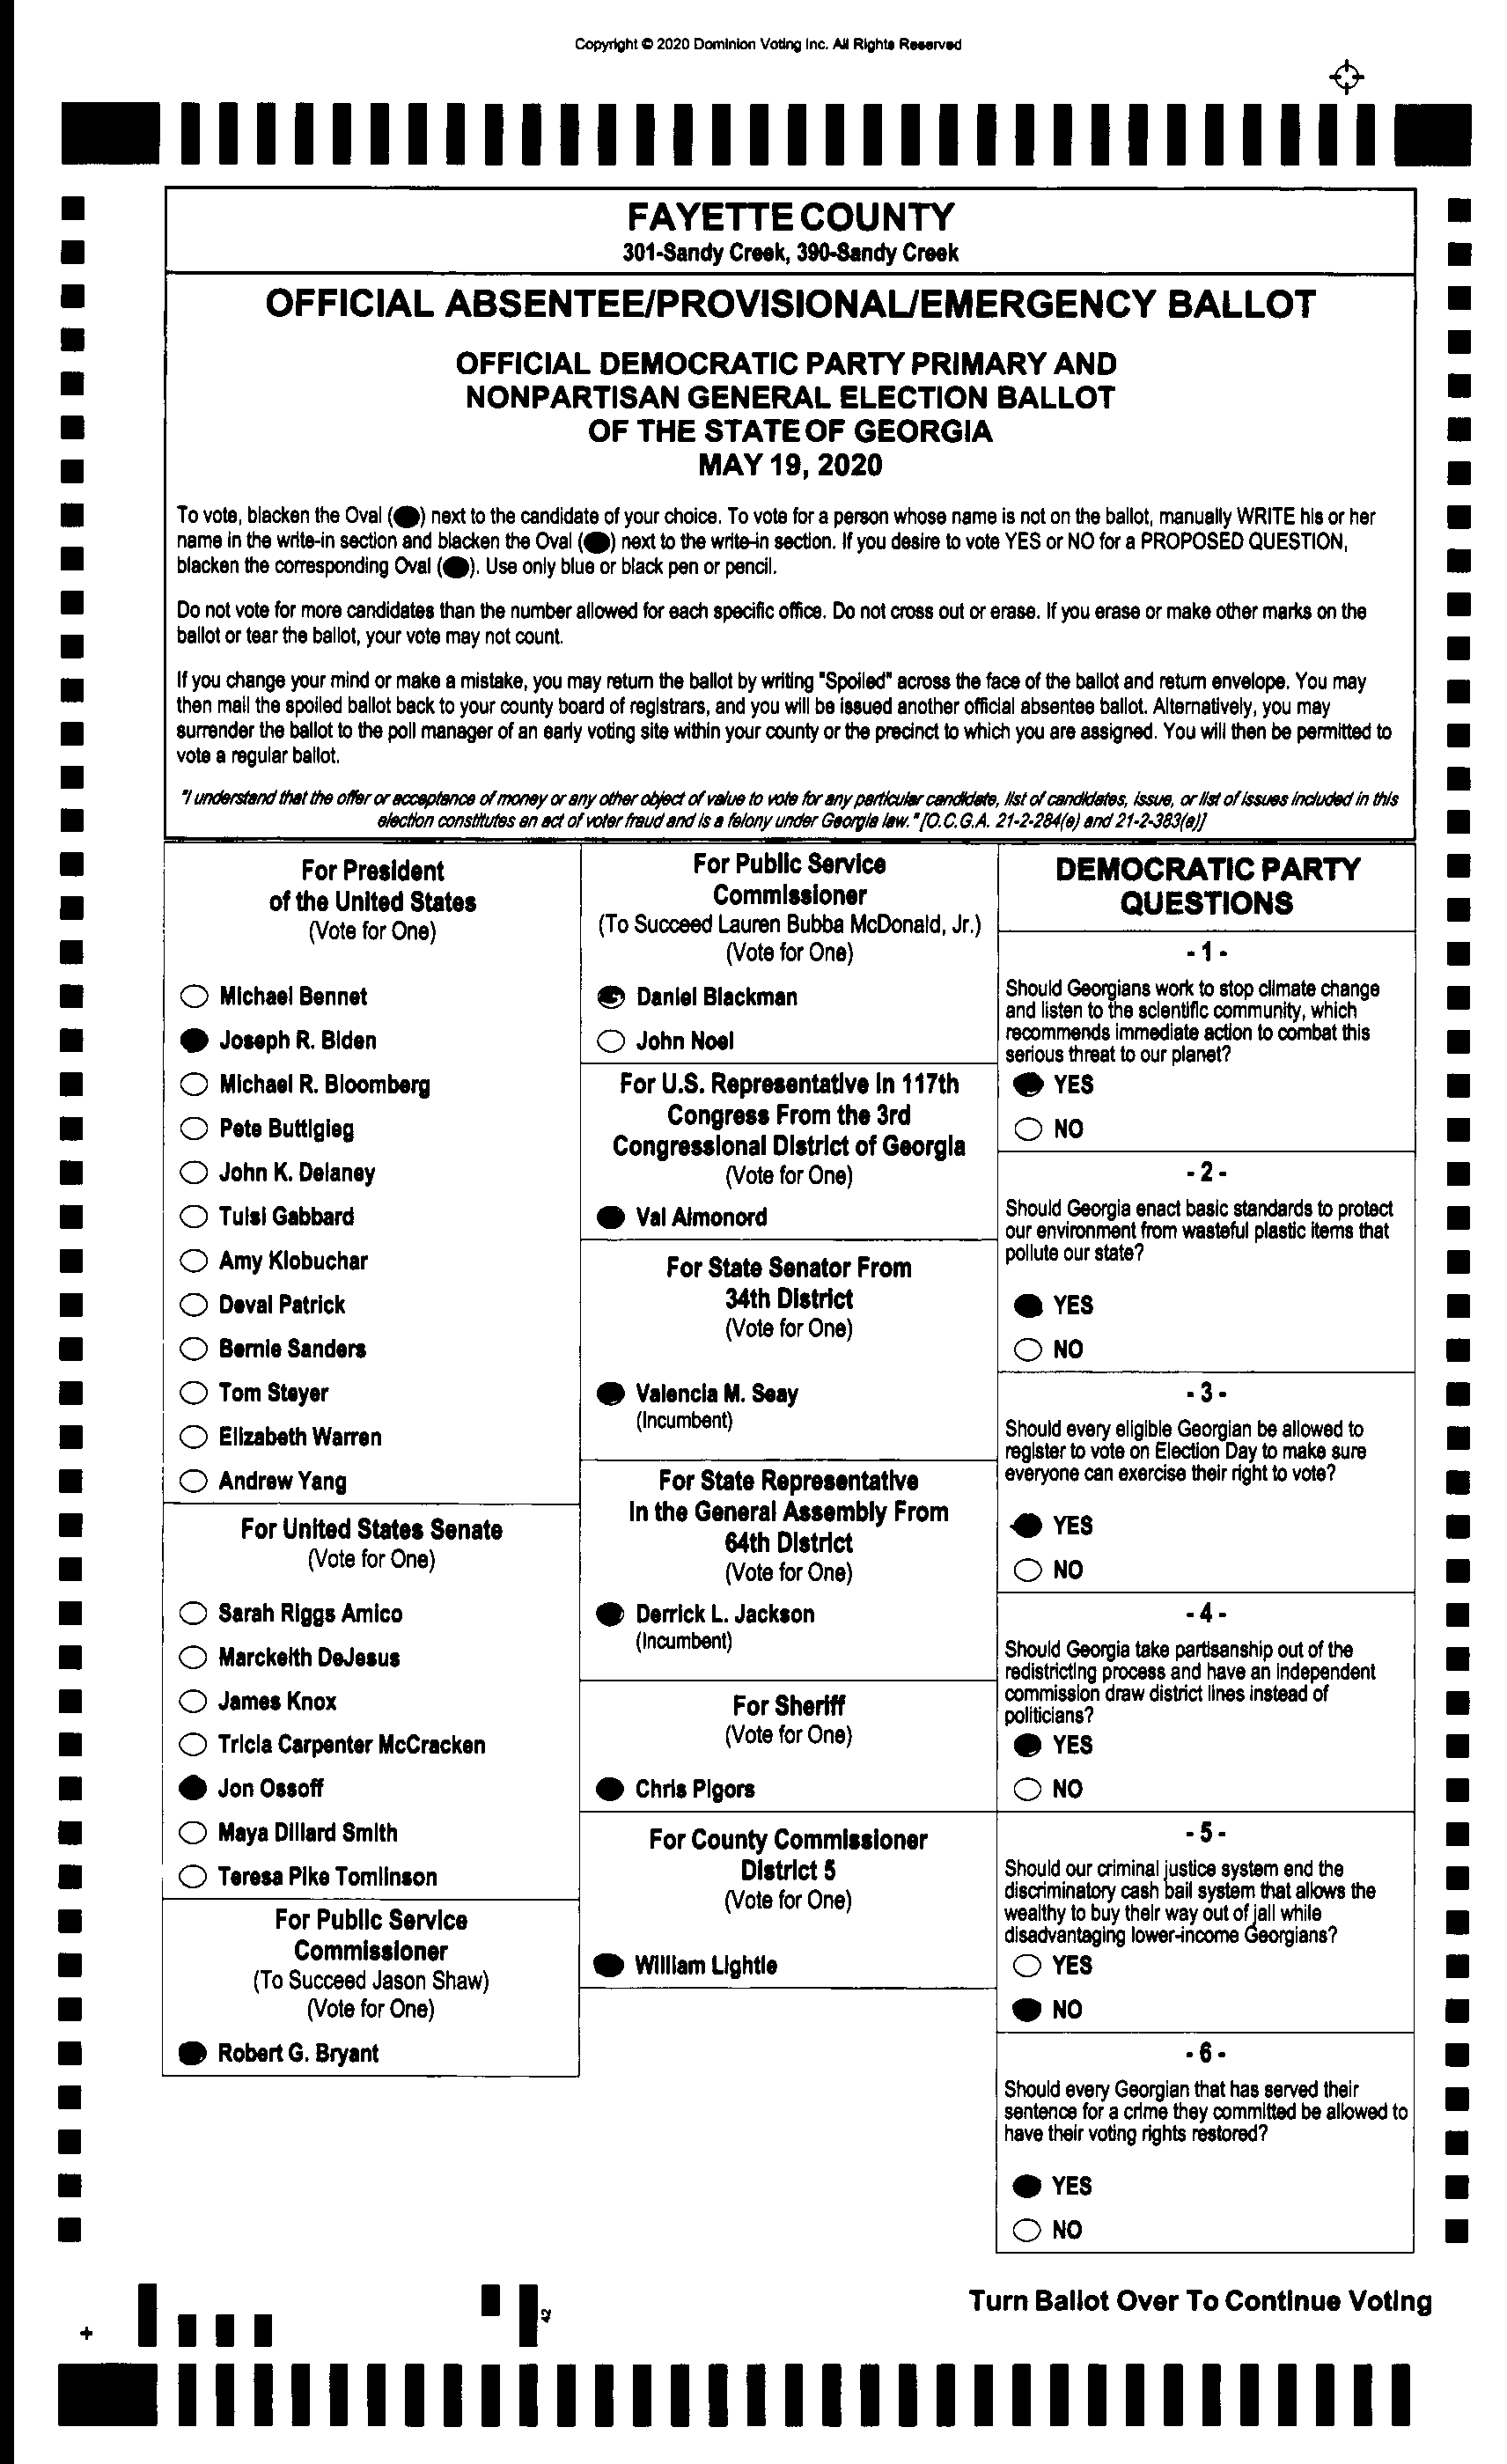 Copyright © 2020 Dominion Voting Inc. All Rights Reserved
FAYETTE COUNTY
301-Sandy Creek, 390-Sandy Creek
OFFICIAL ABSENTEE/PROVISIONAL/EMERGENCY BALLOT
OFFICIAL DEMOCRATIC PARTY PRIMARY AND
NONPARTISAN GENERAL ELECTION BALLOT
OF THE STATE OF GEORGIA
MAY 19, 2020
To vote, blacken the Oval (●) next to the candidate of your choice. To vote for a person whose name is not on the ballot, manually WRITE his or her
name in the write-in section and blacken the Oval (●) next to the write-in section. If you desire to vote YES or NO for a PROPOSED QUESTION,
blacken the corresponding Oval (●). Use only blue or black pen or pencil.
Do not vote for more candidates than the number allowed for each specific office. Do not cross out or erase. If you erase or make other marks on the
ballot or tear the ballot, your vote may not count.
If you change your mind or make a mistake, you may return the ballot by writing "Spoiled" across the face of the ballot and return envelope. You may
then mail the spoiled ballot back to your county board of registrars, and you will be issued another official absentee ballot. Alternatively, you may
surrender the ballot to the poll manager of an early voting site within your county or the precinct to which you are assigned. You will then be permitted to
vote a regular ballot.
"I understand that the offer or acceptance of money or any other object of value to vote for any particular candidate, list of candidates, issue, or list of issues included in this
election constitutes an act of voter fraud and is a felony under Georgia law." [O.C.G.A. 21-2-284(e) and 21-2-383(a)]
For President
of the United States
(Vote for One)
Michael Bennet
Joseph R. Biden
Michael R. Bloomberg
Pete Buttigieg
John K. Delaney
Tulsi Gabbard
Amy Klobuchar
Deval Patrick
Bernie Sanders
Tom Steyer
Elizabeth Warren
Andrew Yang
For United States Senate
(Vote for One)
Sarah Riggs Amico
Marckeith DeJesus
James Knox
Tricia Carpenter McCracken
Jon Ossoff
Maya Dillard Smith
Teresa Pike Tomlinson
For Public Service
Commissioner
(To Succeed Jason Shaw)
(Vote for One)
Robert G. Bryant
For Public Service
Commissioner
(To Succeed Lauren Bubba McDonald, Jr.)
(Vote for One)
Daniel Blackman
John Noel
For U.S. Representative in 117th
Congress From the 3rd
Congressional District of Georgia
(Vote for One)
Val Almonord
For State Senator From
34th District
(Vote for One)
Valencia M. Seay
(Incumbent)
For State Representative
In the General Assembly From
64th District
(Vote for One)
Derrick L. Jackson
(Incumbent)
For Sheriff
(Vote for One)
Chris Pigors
For County Commissioner
District 5
(Vote for One)
William Lightle
DEMOCRATIC PARTY
QUESTIONS
- 1 -
Should Georgians work to stop climate change
and listen to the scientific community, which
recommends immediate action to combat this
serious threat to our planet?
YES
NO
- 2 -
Should Georgia enact basic standards to protect
our environment from wasteful plastic items that
pollute our state?
YES
NO
- 3 -
Should every eligible Georgian be allowed to
register to vote on Election Day to make sure
everyone can exercise their right to vote?
YES
NO
- 4 -
Should Georgia take partisanship out of the
redistricting process and have an independent
commission draw district lines instead of
politicians?
YES
NO
- 5 -
Should our criminal justice system end the
discriminatory cash bail system that allows the
wealthy to buy their way out of jail while
disadvantaging lower-income Georgians?
YES
NO
- 6 -
Should every Georgian that has served their
sentence for a crime they committed be allowed to
have their voting rights restored?
YES
NO
Turn Ballot Over To Continue Voting
42